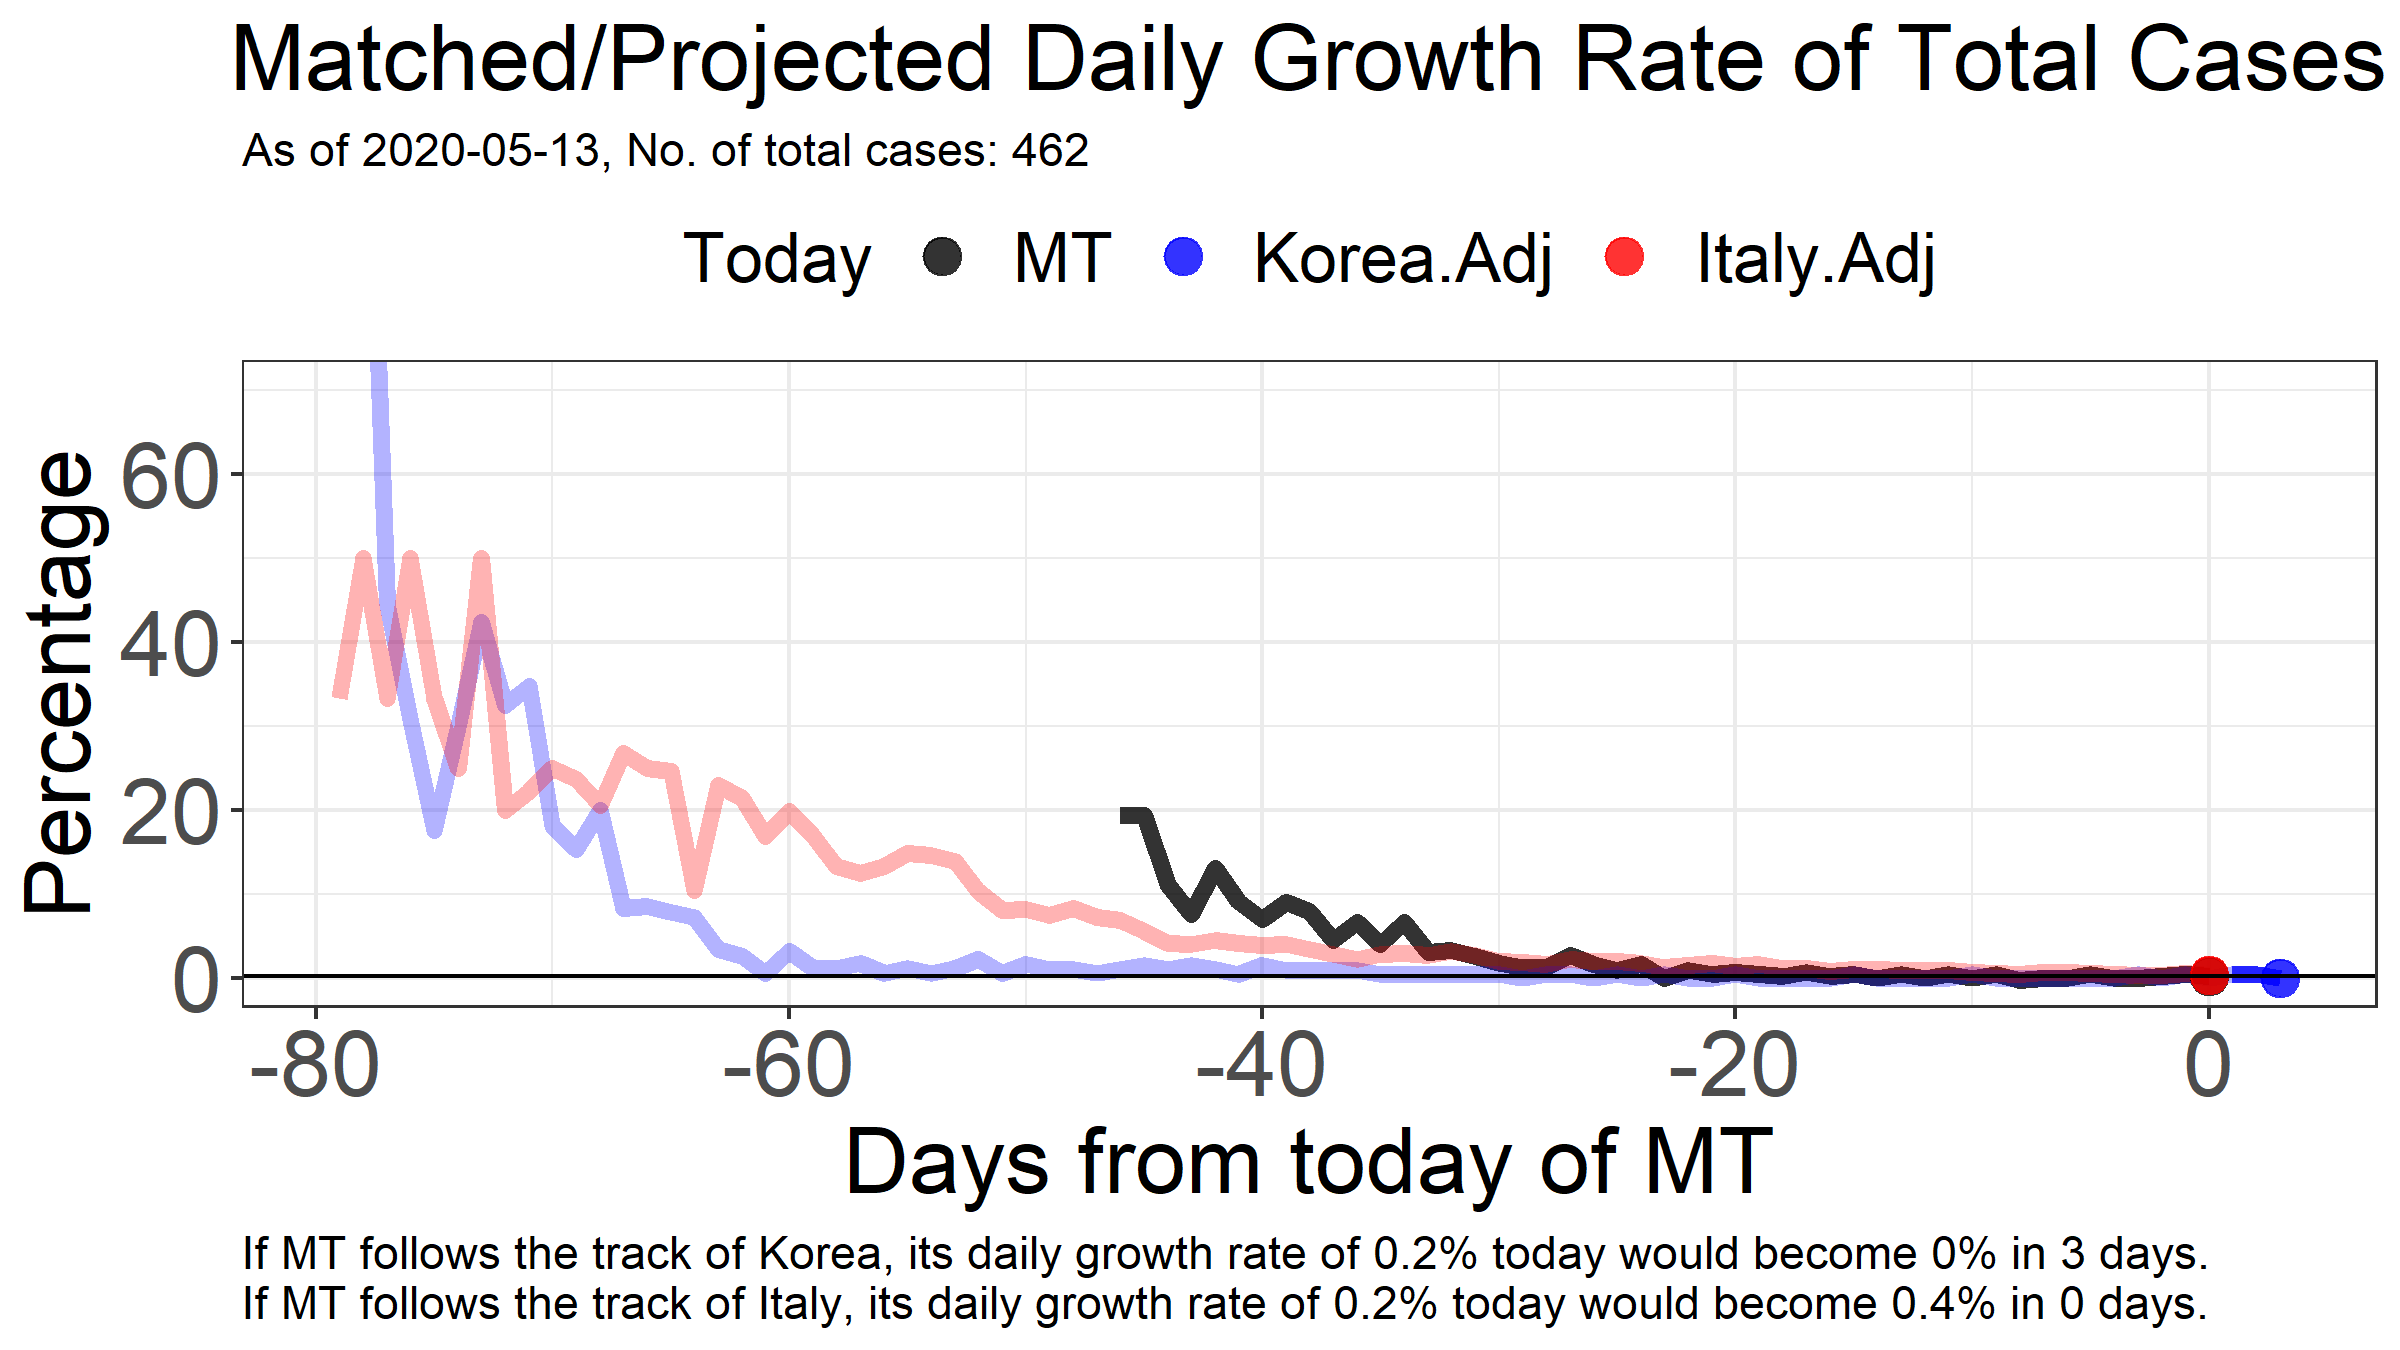 Matched/Projected Daily Growth Rate of Total Cases
As of 2020-05-13, No. of total cases: 462
Today MT Korea.Adj Italy.Adj
Percentage
60
40
20
0
-80 -60 -40 -20 0
Days from today of MT
If MT follows the track of Korea, its daily growth rate of 0.2% today would become 0% in 3 days.
If MT follows the track of Italy, its daily growth rate of 0.2% today would become 0.4% in 0 days.